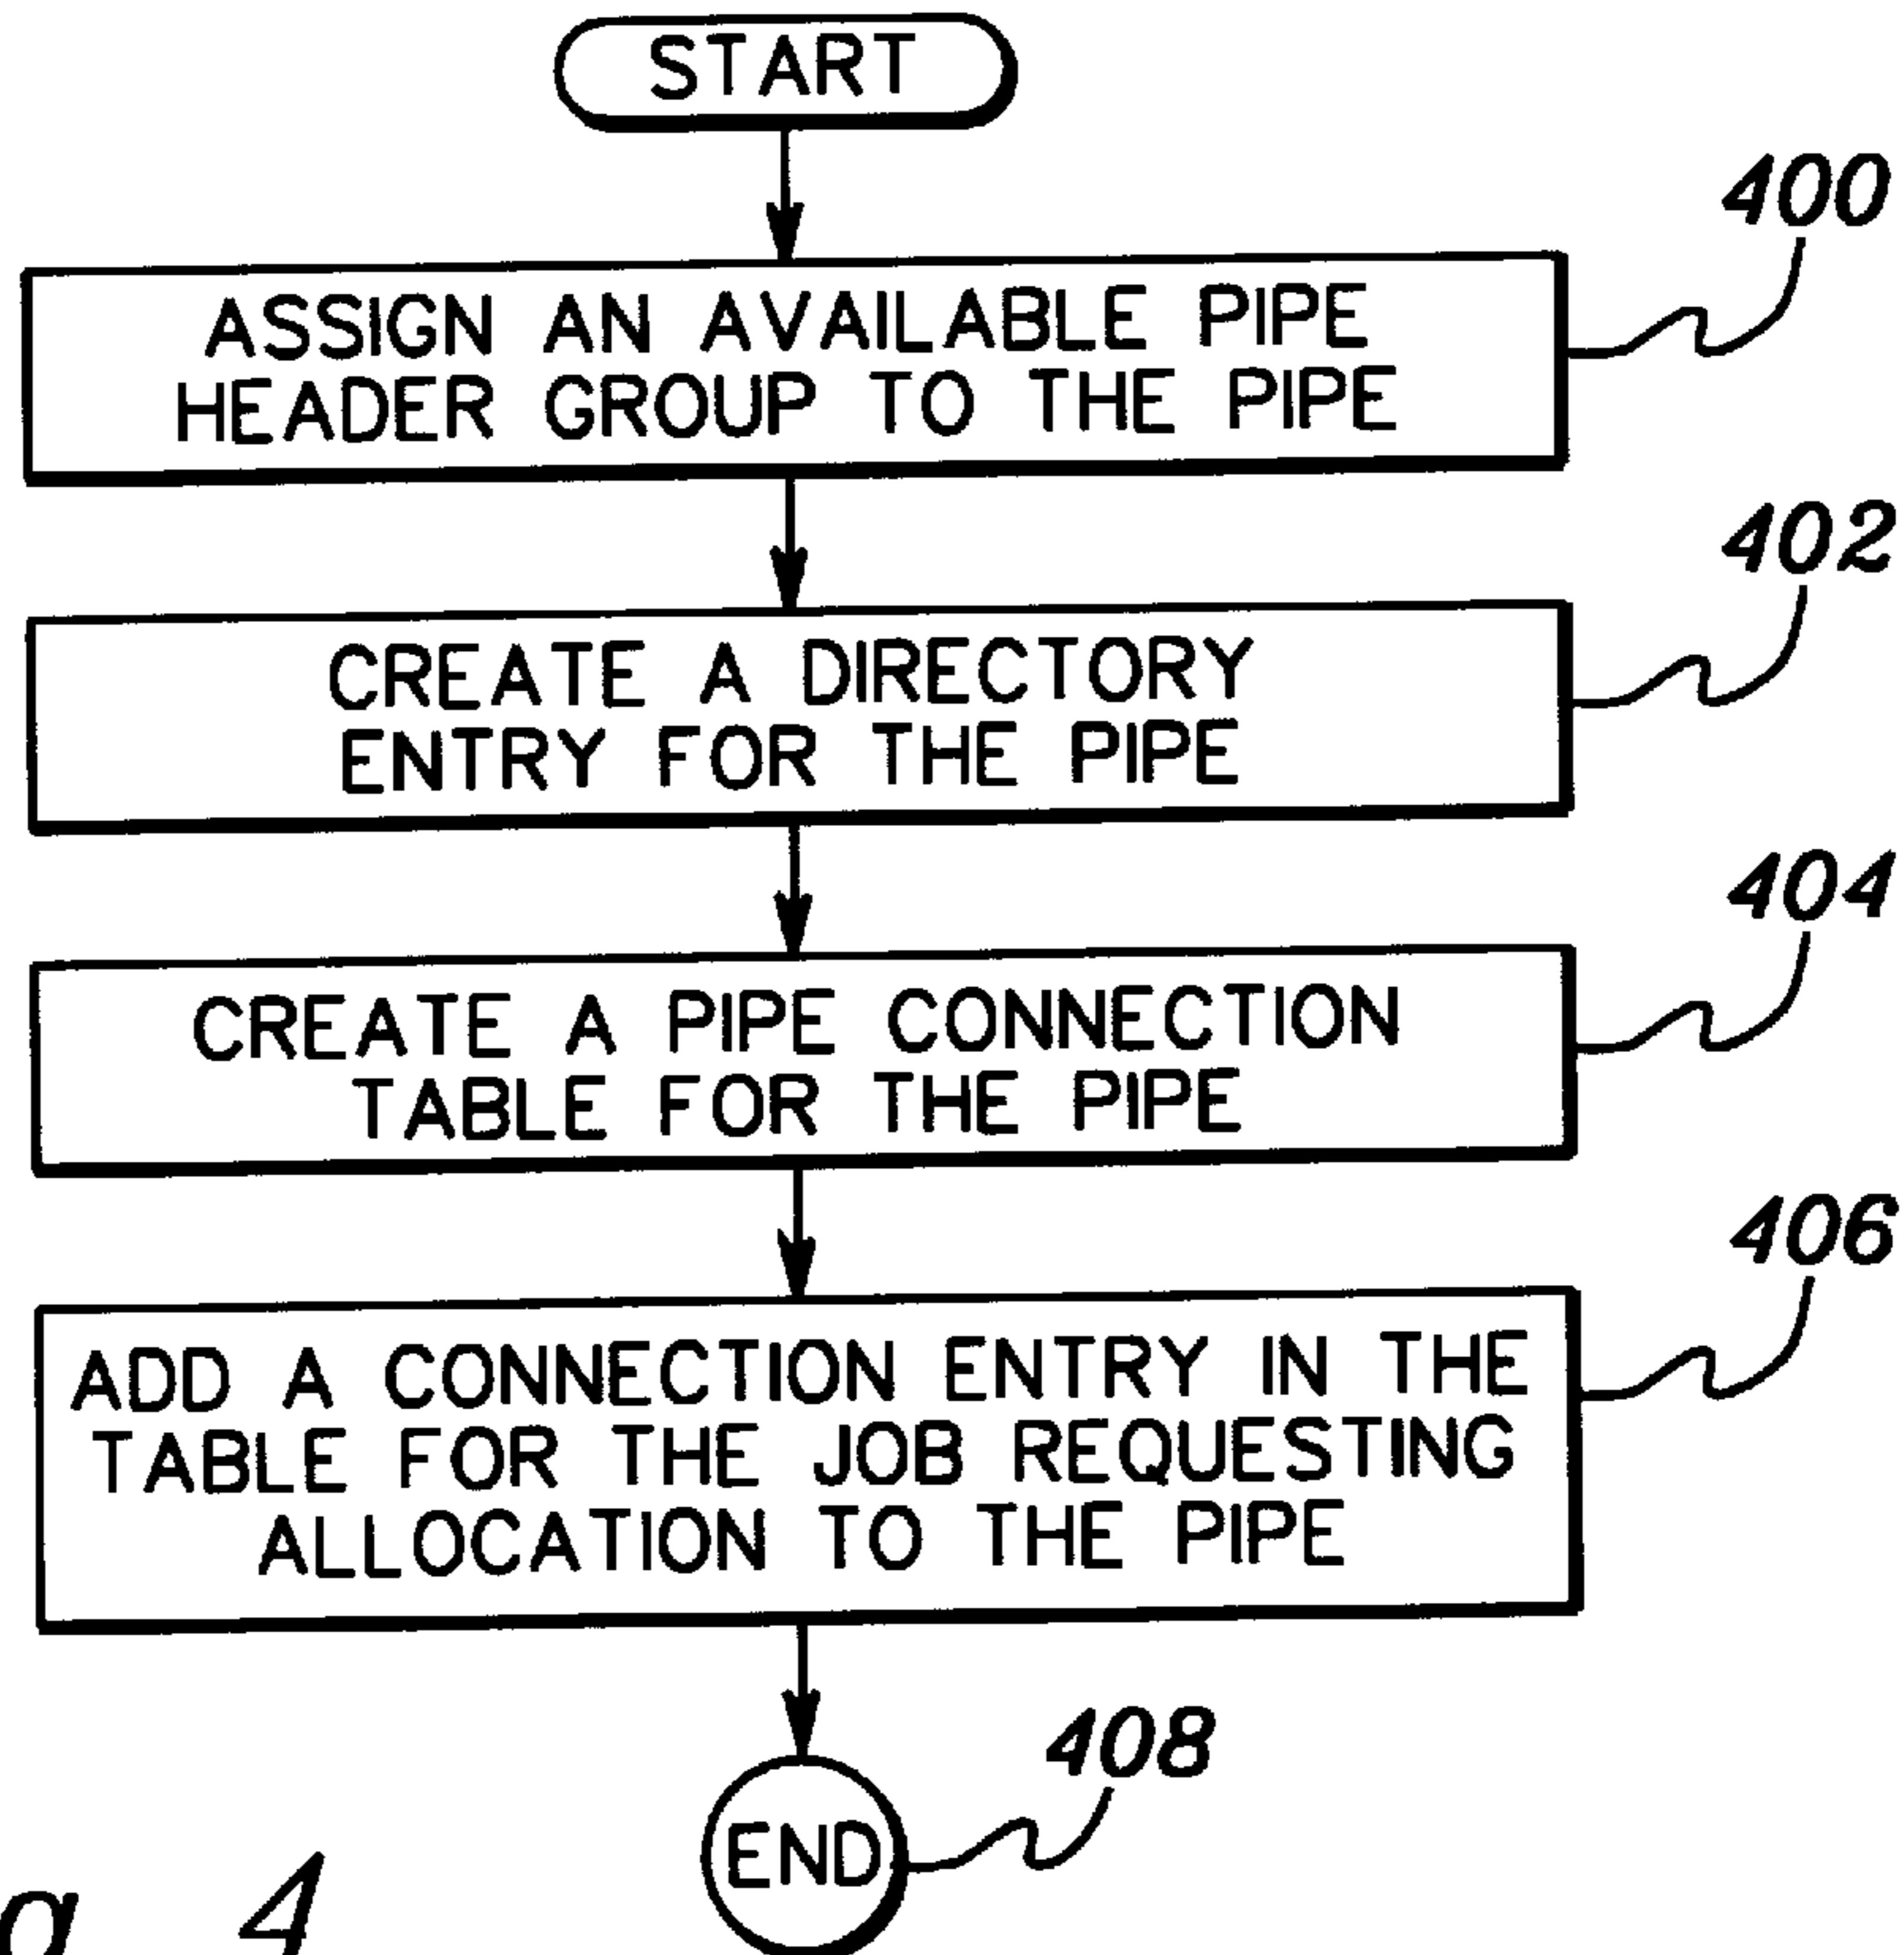 START
400
ASSIGN AN AVAILABLE PIPE
HEADER GROUP TO THE PIPE
402
CREATE A DIRECTORY
ENTRY FOR THE PIPE
404
CREATE A PIPE CONNECTION
TABLE FOR THE PIPE
406
ADD A CONNECTION ENTRY IN THE
TABLE FOR THE JOB REQUESTING
ALLOCATION TO THE PIPE
408
END
4